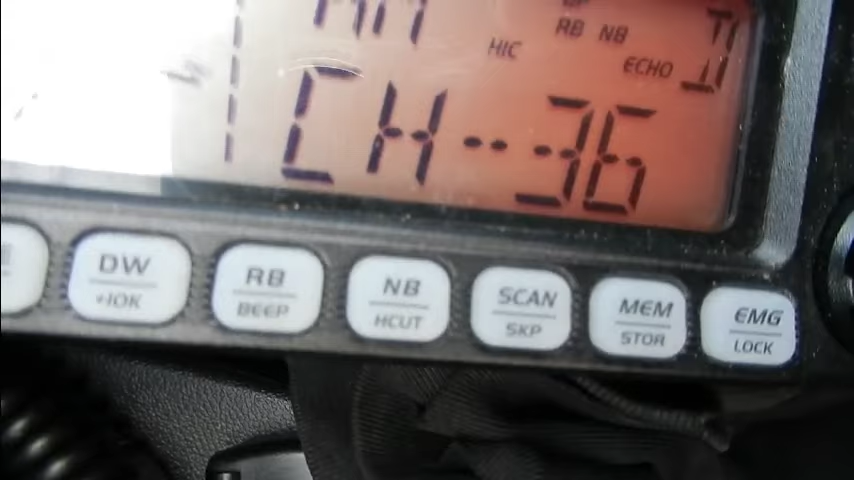 RB NB
HIC
ECHO
CH--36
DW RB NB SCAN MEM EMG
+10K BEEP HCUT SKP STOR LOCK